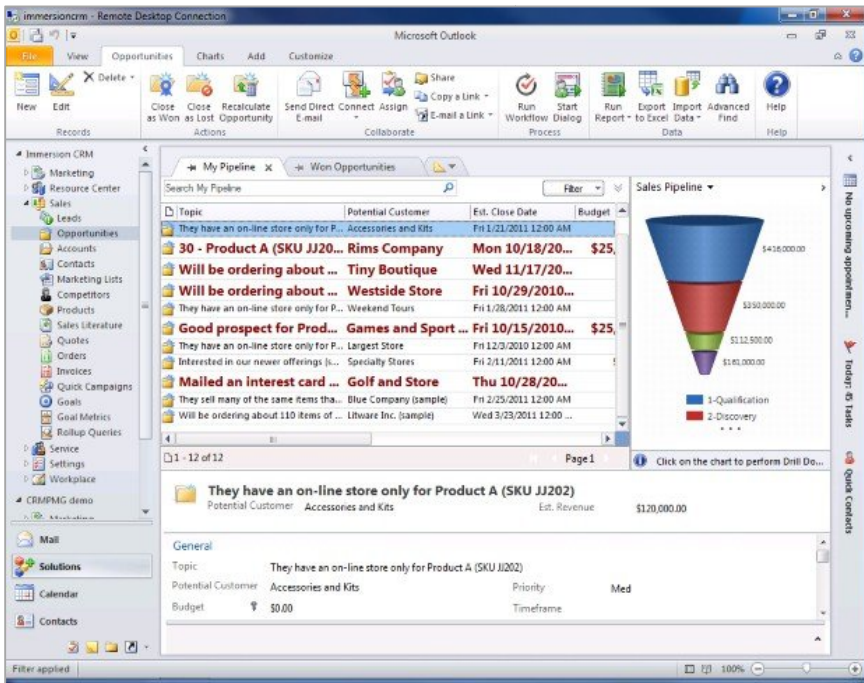 immersioncrm - Remote Desktop Connection
Microsoft Outlook
File View Opportunities Charts Add Customize
New Edit Delete
Close as Won Close as Lost Recalculate Opportunity
Send Direct E-mail Connect Assign Share Copy a Link E-mail a Link
Run Workflow Start Dialog
Run Report Export to Excel Import Data Advanced Find
Help
Records Actions Collaborate Process Data Help
Immersion CRM
Marketing
Resource Center
Sales
Leads
Opportunities
Accounts
Contacts
Marketing Lists
Competitors
Products
Sales Literature
Quotes
Orders
Invoices
Quick Campaigns
Goals
Goal Metrics
Rollup Queries
Service
Settings
Workplace
CRMPMG demo
Marketing
Mail
Solutions
Calendar
Contacts
My Pipeline x Won Opportunities
Search My Pipeline Filter
Topic Potential Customer Est. Close Date Budget
They have an on-line store only for P... Accessories and Kits Fri 1/21/2011 12:00 AM
30 - Product A (SKU JJ20... Rims Company Mon 10/18/20... $25,
Will be ordering about ... Tiny Boutique Wed 11/17/20...
Will be ordering about ... Westside Store Fri 10/29/2010...
They have an on-line store only for P... Weekend Tours Fri 1/28/2011 12:00 AM
Good prospect for Prod... Games and Sport ... Fri 10/15/2010... $25,
They have an on-line store only for P... Largest Store Fri 12/3/2010 12:00 AM
Interested in our newer offerings (s... Specialty Stores Fri 2/11/2011 12:00 AM
Mailed an interest card ... Golf and Store Thu 10/28/20...
They sell many of the same items tha... Blue Company (sample) Fri 2/25/2011 12:00 AM
Will be ordering about 110 items of ... Litware Inc. (sample) Wed 3/23/2011 12:00 ...
1 - 12 of 12 Page 1
Sales Pipeline
$416,000.00
$350,000.00
$112,500.00
$161,000.00
1-Qualification
2-Discovery
Click on the chart to perform Drill Do...
They have an on-line store only for Product A (SKU JJ202)
Potential Customer Accessories and Kits Est. Revenue $120,000.00
General
Topic They have an on-line store only for Product A (SKU JJ202)
Potential Customer Accessories and Kits Priority Med
Budget $0.00 Timeframe
No upcoming appointmen...
Today: 45 Tasks
Quick Contacts
Filter applied 100%